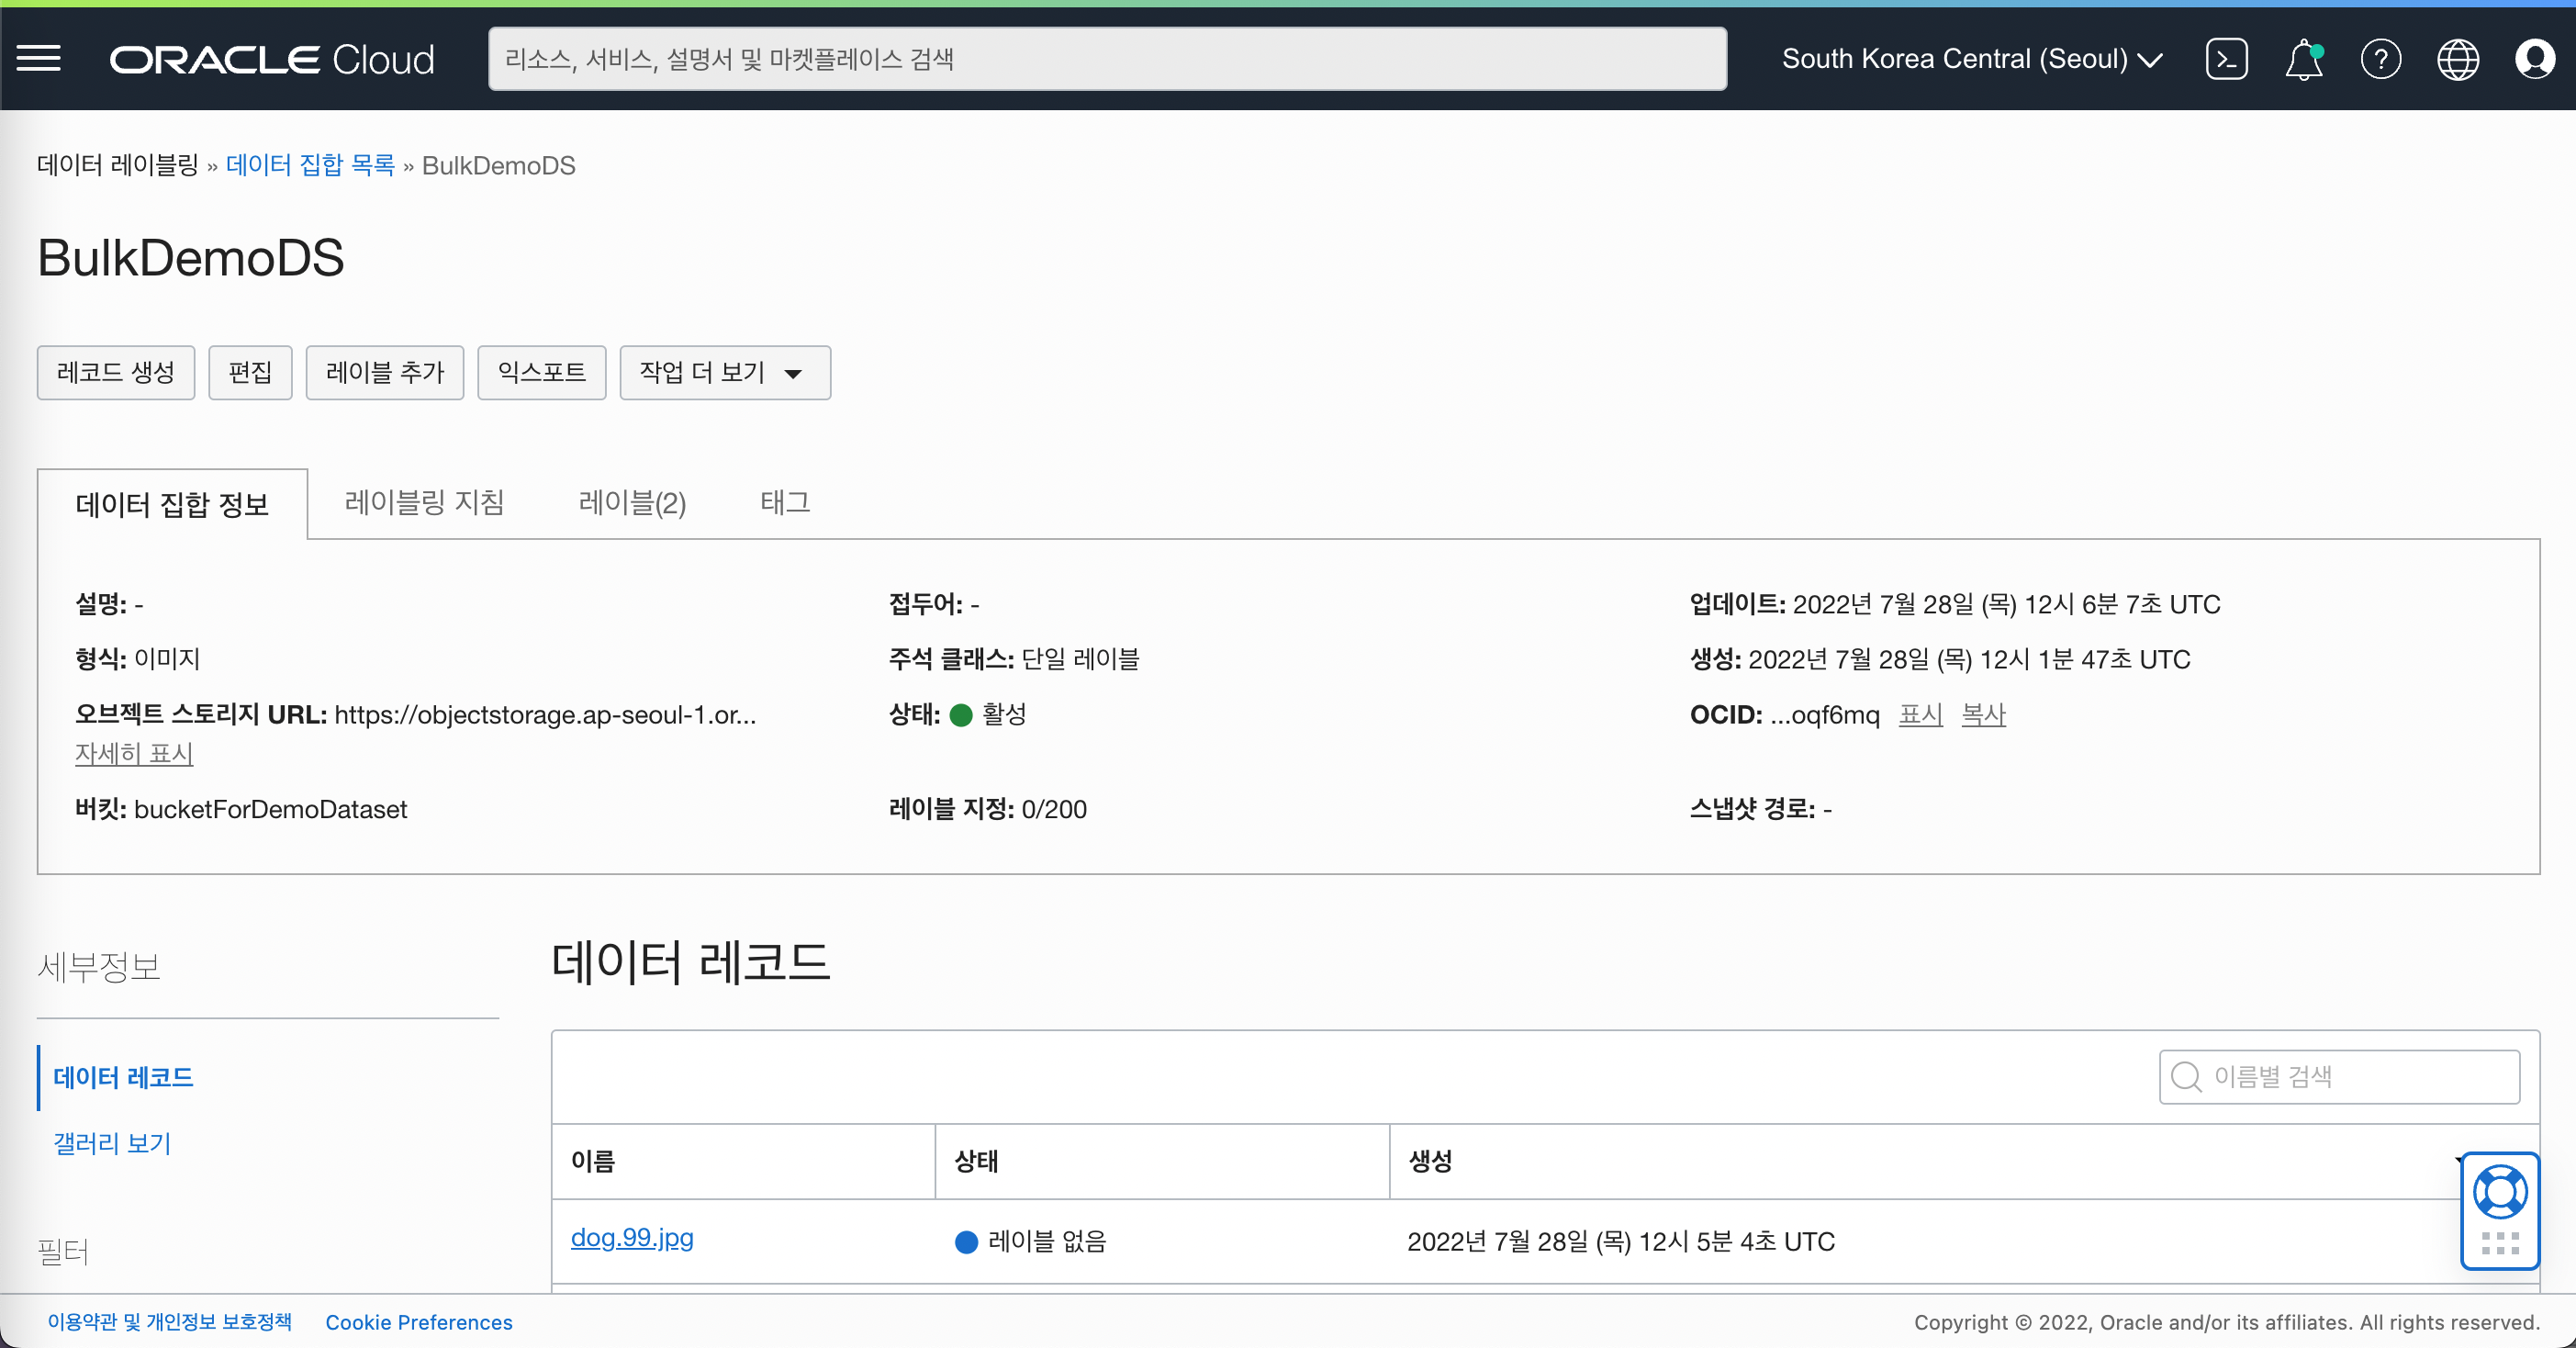 ORACLE Cloud
리소스, 서비스, 설명서 및 마켓플레이스 검색
South Korea Central (Seoul)
데이터 레이블링 » 데이터 집합 목록 » BulkDemoDS
BulkDemoDS
레코드 생성 편집 레이블 추가 익스포트 작업 더 보기
데이터 집합 정보 레이블링 지침 레이블(2) 태그
설명: - 접두어: - 업데이트: 2022년 7월 28일 (목) 12시 6분 7초 UTC
형식: 이미지 주석 클래스: 단일 레이블 생성: 2022년 7월 28일 (목) 12시 1분 47초 UTC
오브젝트 스토리지 URL: https://objectstorage.ap-seoul-1.or... 상태: 활성 OCID: ...oqf6mq 표시 복사
자세히 표시
버킷: bucketForDemoDataset 레이블 지정: 0/200 스냅샷 경로: -
세부정보
데이터 레코드
갤러리 보기
필터
데이터 레코드
이름별 검색
이름 상태 생성
dog.99.jpg 레이블 없음 2022년 7월 28일 (목) 12시 5분 4초 UTC
이용약관 및 개인정보 보호정책 Cookie Preferences Copyright © 2022, Oracle and/or its affiliates. All rights reserved.